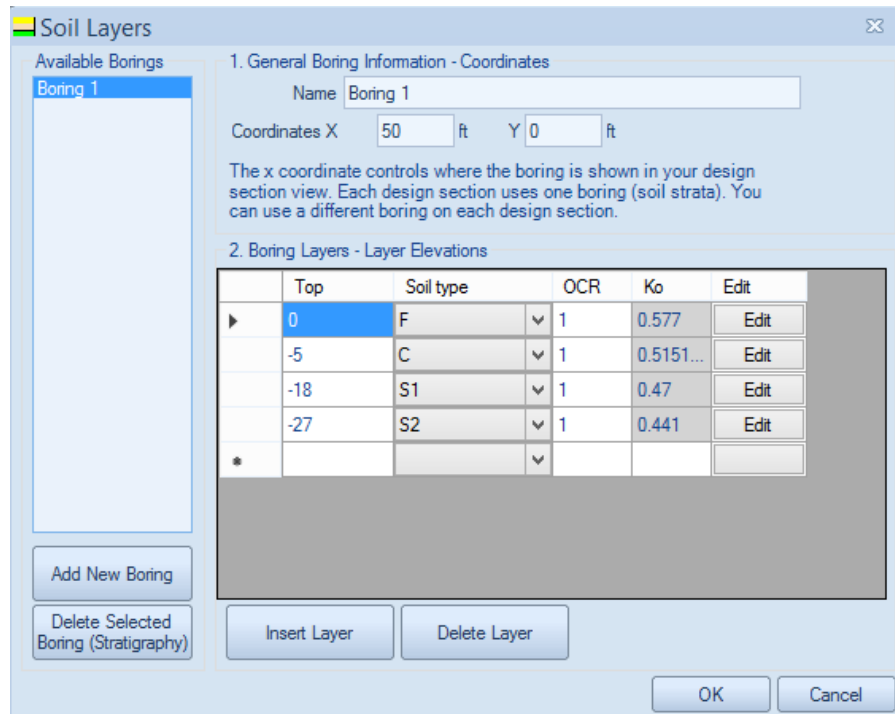 Soil Layers
Available Borings
Boring 1
Add New Boring
Delete Selected
Boring (Stratigraphy)
1. General Boring Information - Coordinates
Name Boring 1
Coordinates X 50 ft Y 0 ft
The x coordinate controls where the boring is shown in your design
section view. Each design section uses one boring (soil strata). You
can use a different boring on each design section.
2. Boring Layers - Layer Elevations
Top Soil type OCR Ko Edit
0 F 1 0.577 Edit
-5 C 1 0.5151... Edit
-18 S1 1 0.47 Edit
-27 S2 1 0.441 Edit
Insert Layer Delete Layer
OK Cancel